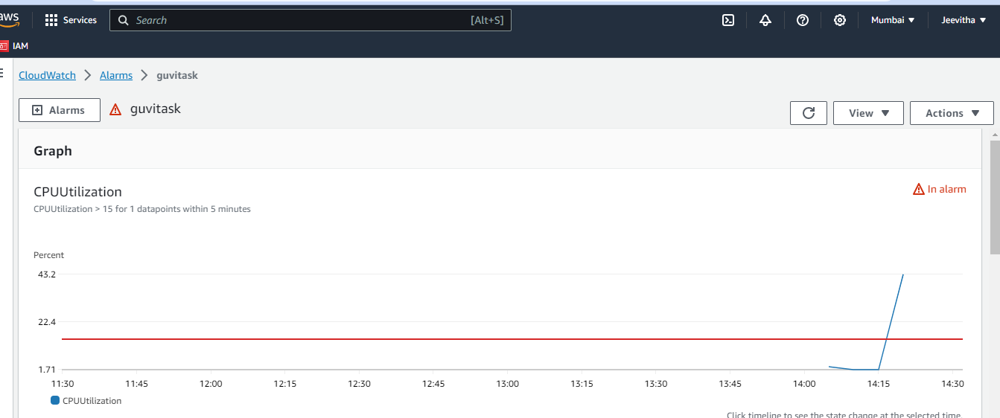 aws
Services
Search
[Alt+S]
Mumbai
Jeevitha
IAM
CloudWatch
Alarms
guvitask
Alarms
guvitask
View
Actions
Graph
CPUUtilization
In alarm
CPUUtilization > 15 for 1 datapoints within 5 minutes
Percent
43.2
22.4
1.71
11:30 11:45 12:00 12:15 12:30 12:45 13:00 13:15 13:30 13:45 14:00 14:15 14:30
CPUUtilization
Click timeline to see the state change at the selected time.